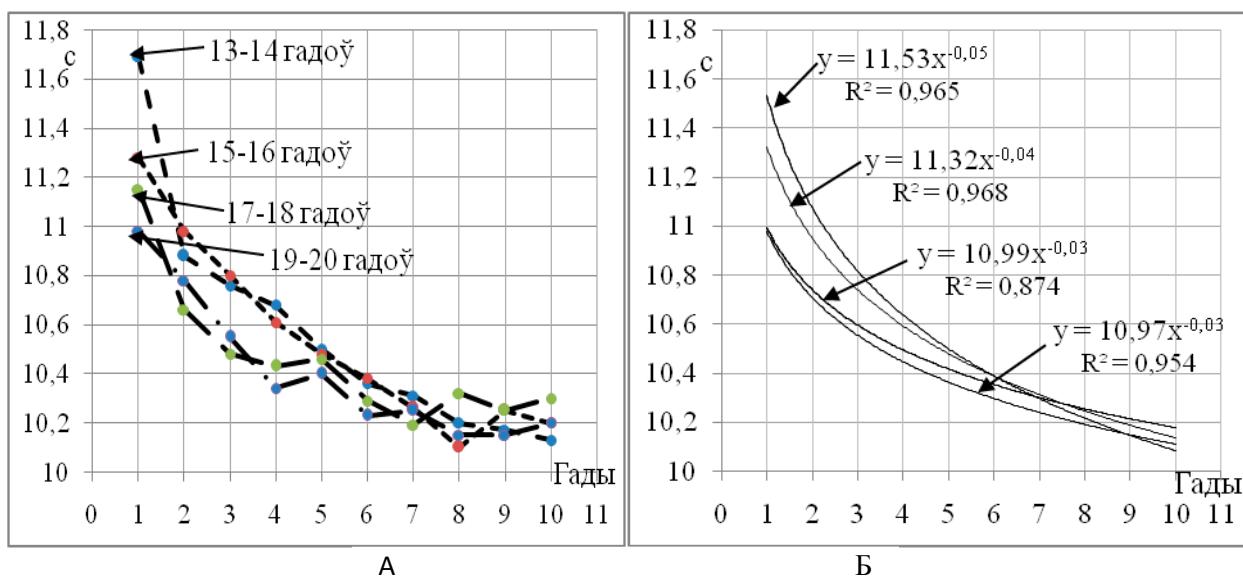 11,8
11,6
11,4
11,2
11
10,8
10,6
10,4
10,2
10
с
13-14 гадоў
15-16 гадоў
17-18 гадоў
19-20 гадоў
Гады
0 1 2 3 4 5 6 7 8 9 10 11
А
11,8
11,6
11,4
11,2
11
10,8
10,6
10,4
10,2
10
с
y = 11,53x^-0,05
R² = 0,965
y = 11,32x^-0,04
R² = 0,968
y = 10,99x^-0,03
R² = 0,874
y = 10,97x^-0,03
R² = 0,954
Гады
0 1 2 3 4 5 6 7 8 9 10 11
Б